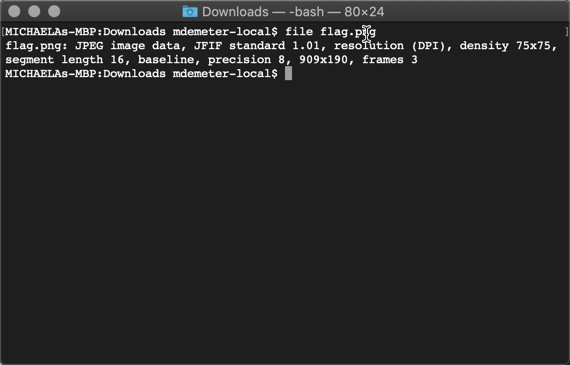 Downloads — -bash — 80×24
[MICHAELAs-MBP:Downloads mdemeter-local$ file flag.png ]
flag.png: JPEG image data, JFIF standard 1.01, resolution (DPI), density 75x75,
segment length 16, baseline, precision 8, 909x190, frames 3
MICHAELAs-MBP:Downloads mdemeter-local$